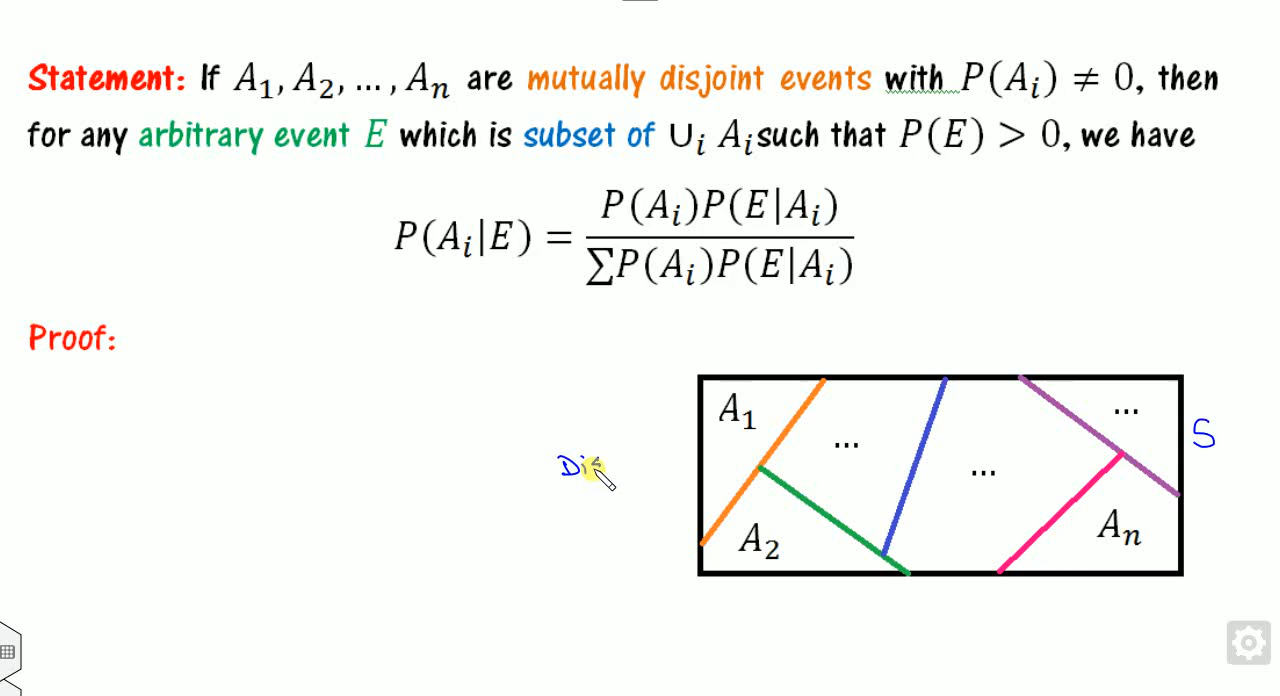 Statement: If A₁, A₂, ... , Aₙ are mutually disjoint events with P(Aᵢ) ≠ 0, then
for any arbitrary event E which is subset of ∪ᵢ Aᵢ such that P(E) > 0, we have
P(Aᵢ|E) = P(Aᵢ)P(E|Aᵢ) / ∑P(Aᵢ)P(E|Aᵢ)
Proof:
A₁ ... ... ... S
Dis
A₂ Aₙ